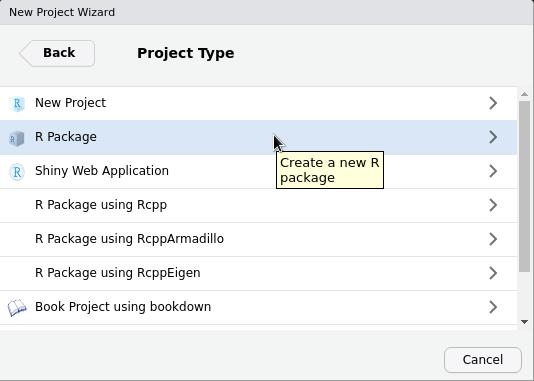 New Project Wizard
Back
Project Type
R New Project
R R Package
R Shiny Web Application
Create a new R
package
R Package using Rcpp
R Package using RcppArmadillo
R Package using RcppEigen
Book Project using bookdown
Cancel